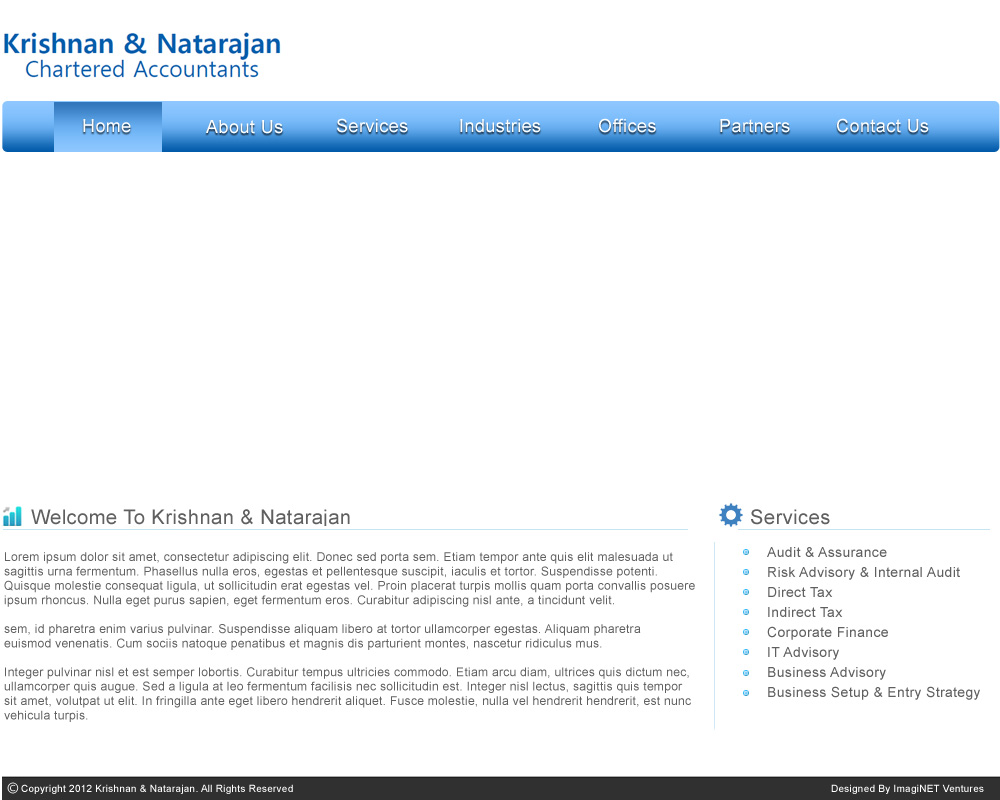 Krishnan & Natarajan
Chartered Accountants
Home About Us Services Industries Offices Partners Contact Us
Welcome To Krishnan & Natarajan
Lorem ipsum dolor sit amet, consectetur adipiscing elit. Donec sed porta sem. Etiam tempor ante quis elit malesuada ut
sagittis urna fermentum. Phasellus nulla eros, egestas et pellentesque suscipit, iaculis et tortor. Suspendisse potenti.
Quisque molestie consequat ligula, ut sollicitudin erat egestas vel. Proin placerat turpis mollis quam porta convallis posuere
ipsum rhoncus. Nulla eget purus sapien, eget fermentum eros. Curabitur adipiscing nisl ante, a tincidunt velit.
sem, id pharetra enim varius pulvinar. Suspendisse aliquam libero at tortor ullamcorper egestas. Aliquam pharetra
euismod venenatis. Cum sociis natoque penatibus et magnis dis parturient montes, nascetur ridiculus mus.
Integer pulvinar nisl et est semper lobortis. Curabitur tempus ultricies commodo. Etiam arcu diam, ultrices quis dictum nec,
ullamcorper quis augue. Sed a ligula at leo fermentum facilisis nec sollicitudin est. Integer nisl lectus, sagittis quis tempor
sit amet, volutpat ut elit. In fringilla ante eget libero hendrerit aliquet. Fusce molestie, nulla vel hendrerit hendrerit, est nunc
vehicula turpis.
Services
Audit & Assurance
Risk Advisory & Internal Audit
Direct Tax
Indirect Tax
Corporate Finance
IT Advisory
Business Advisory
Business Setup & Entry Strategy
© Copyright 2012 Krishnan & Natarajan. All Rights Reserved
Designed By ImagiNET Ventures